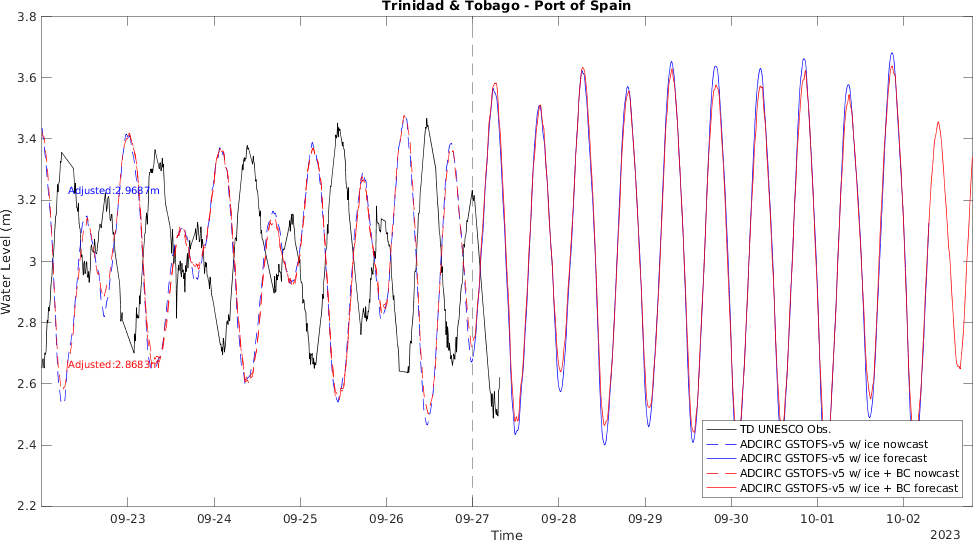 Trinidad & Tobago - Port of Spain
3.8
3.6
3.4
3.2
3
2.8
2.6
2.4
2.2
Water Level (m)
Adjusted:2.9687m
Adjusted:2.8683m
TD UNESCO Obs.
ADCIRC GSTOFS-v5 w/ ice nowcast
ADCIRC GSTOFS-v5 w/ ice forecast
ADCIRC GSTOFS-v5 w/ ice + BC nowcast
ADCIRC GSTOFS-v5 w/ ice + BC forecast
09-23 09-24 09-25 09-26 09-27 09-28 09-29 09-30 10-01 10-02
Time
2023